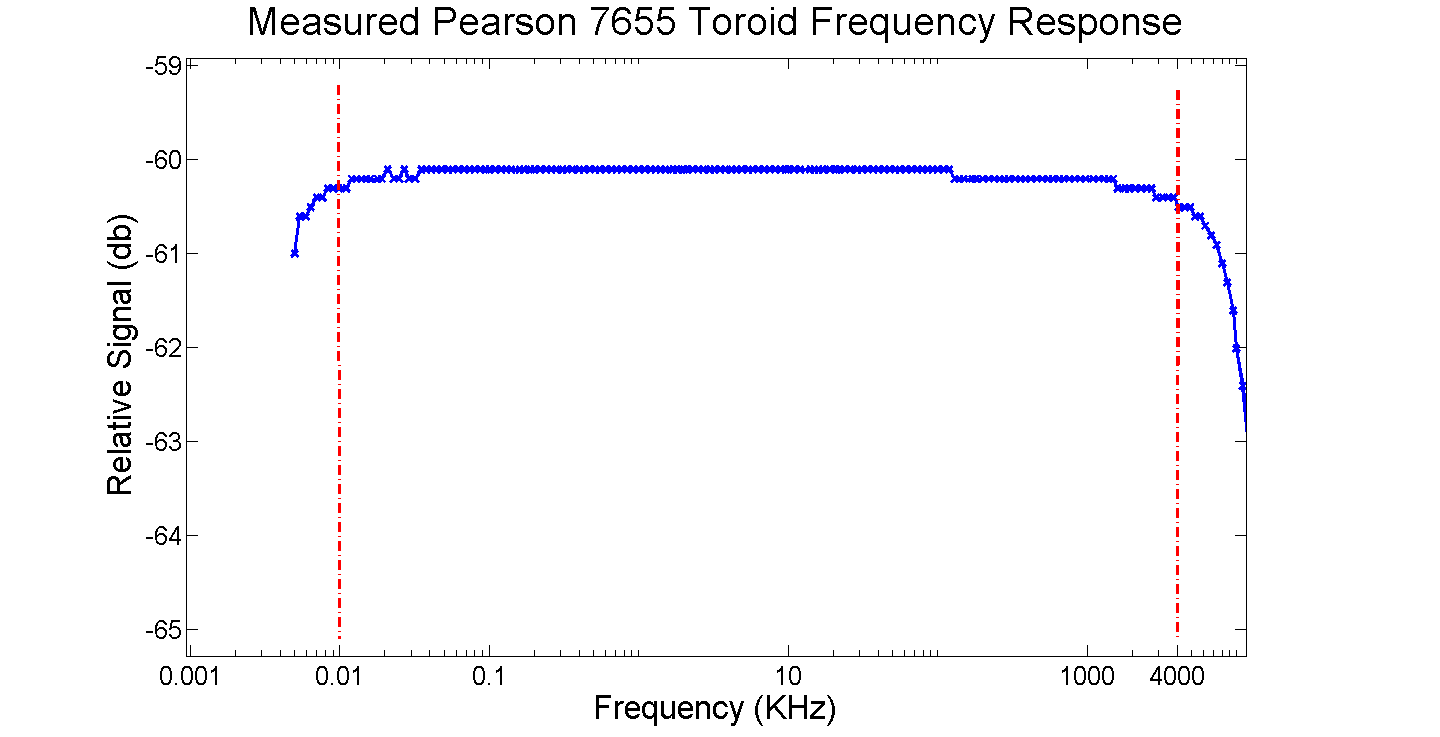 Measured Pearson 7655 Toroid Frequency Response
-59
-60
-61
-62
-63
-64
-65
Relative Signal (db)
0.001 0.01 0.1 10 1000 4000
Frequency (KHz)